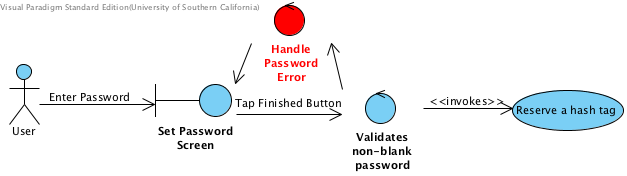 Visual Paradigm Standard Edition(University of Southern California)
Handle
Password
Error
Enter Password
Tap Finished Button
<<invokes>>
Reserve a hash tag
User
Set Password
Screen
Validates
non-blank
password